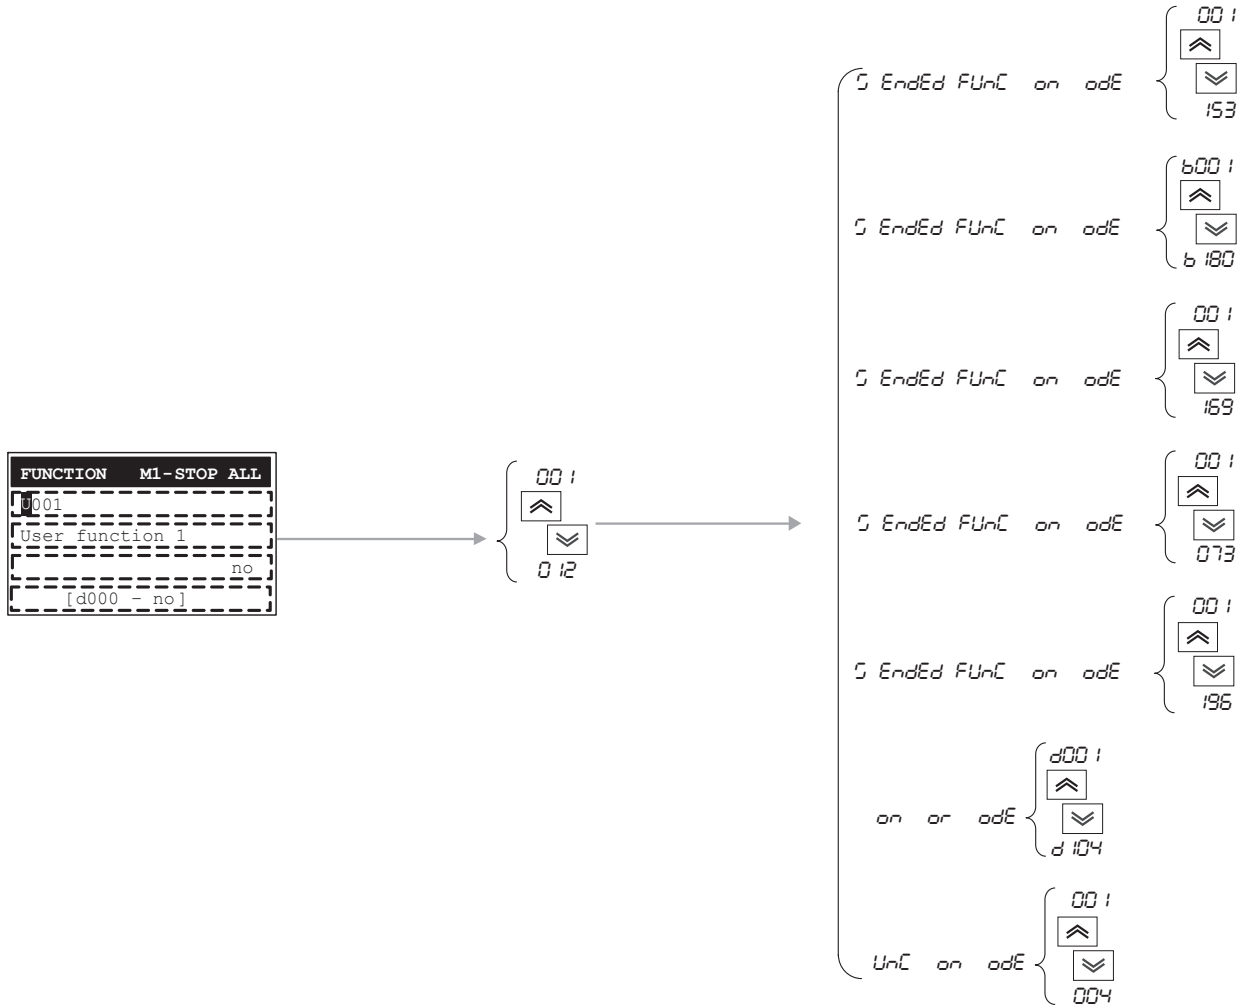 FUNCTION M1-STOP ALL
U001
User function 1
no
[d000 - no]
001
012
EndEd FUnC on odE
001
153
EndEd FUnC on odE
b001
b180
EndEd FUnC on odE
001
169
EndEd FUnC on odE
001
073
EndEd FUnC on odE
001
196
on or odE
d001
d104
UnC on odE
001
004